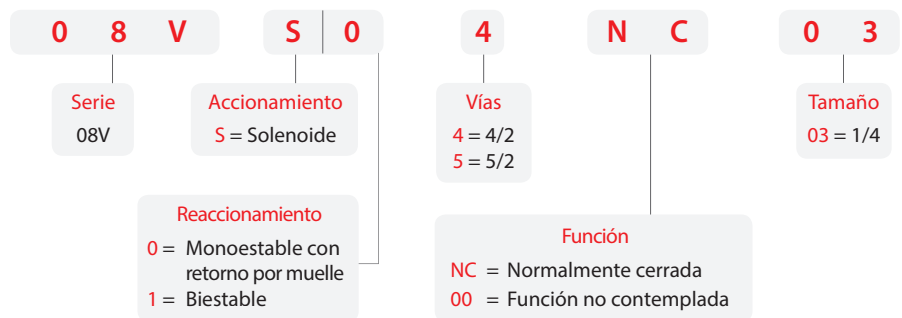 0 8 V S 0 4 N C 0 3
Serie
08V
Accionamiento
S = Solenoide
Vías
4 = 4/2
5 = 5/2
Tamaño
03 = 1/4
Reaccionamiento
0 = Monoestable con
retorno por muelle
1 = Biestable
Función
NC = Normalmente cerrada
00 = Función no contemplada